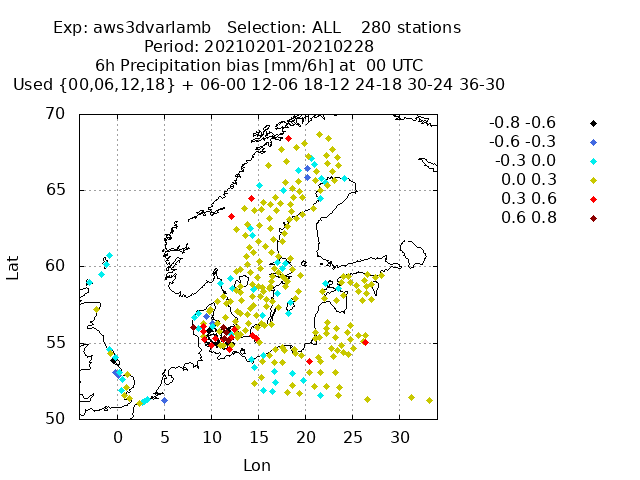 Exp: aws3dvarlamb   Selection: ALL    280 stations
Period: 20210201-20210228
6h Precipitation bias [mm/6h] at  00 UTC
Used {00,06,12,18} + 06-00 12-06 18-12 24-18 30-24 36-30
70
65
60
55
50
Lat
0 5 10 15 20 25 30
Lon
-0.8 -0.6
-0.6 -0.3
-0.3 0.0
0.0 0.3
0.3 0.6
0.6 0.8